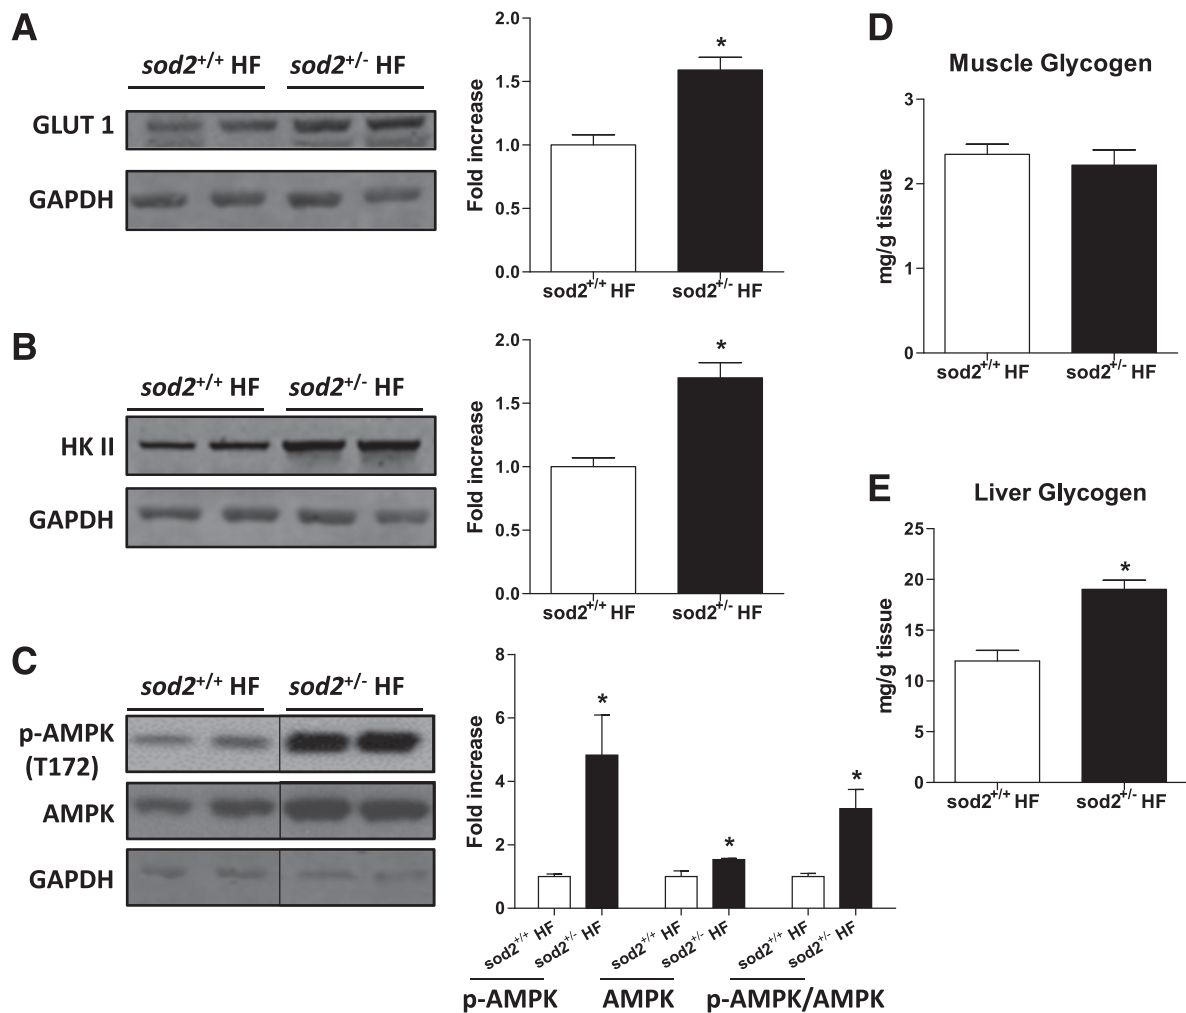 A
sod2+/+ HF sod2+/- HF
GLUT 1
GAPDH
2.0
1.5
1.0
0.5
0.0
Fold increase
*
sod2+/+ HF sod2+/- HF
B
sod2+/+ HF sod2+/- HF
HK II
GAPDH
2.0
1.5
1.0
0.5
0.0
Fold increase
*
sod2+/+ HF sod2+/- HF
C
sod2+/+ HF sod2+/- HF
p-AMPK
(T172)
AMPK
GAPDH
8
6
4
2
0
Fold increase
*
*
*
sod2+/+ HF sod2+/- HF sod2+/+ HF sod2+/- HF sod2+/+ HF sod2+/- HF
p-AMPK AMPK p-AMPK/AMPK
D
Muscle Glycogen
3
2
1
0
mg/g tissue
sod2+/+ HF sod2+/- HF
E
Liver Glycogen
25
20
15
10
5
0
mg/g tissue
*
sod2+/+ HF sod2+/- HF